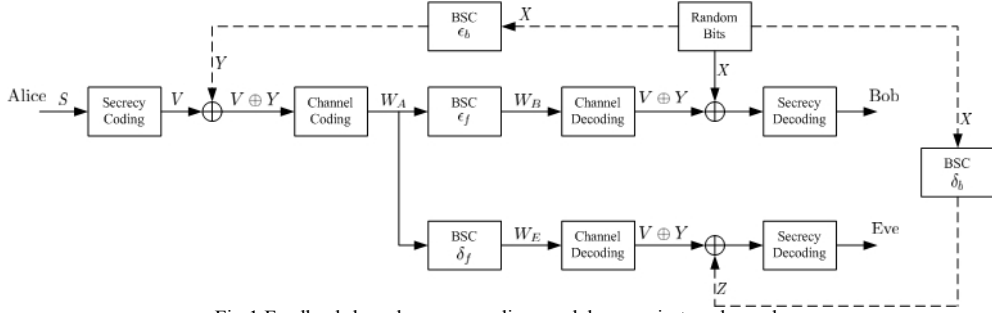 BSC
ϵ_b
X
Random
Bits
Y
X
Alice
S
Secrecy
Coding
V
V ⊕ Y
Channel
Coding
W_A
BSC
ϵ_f
W_B
Channel
Decoding
V ⊕ Y
Secrecy
Decoding
Bob
X
BSC
δ_b
BSC
δ_f
W_E
Channel
Decoding
V ⊕ Y
Secrecy
Decoding
Eve
Z